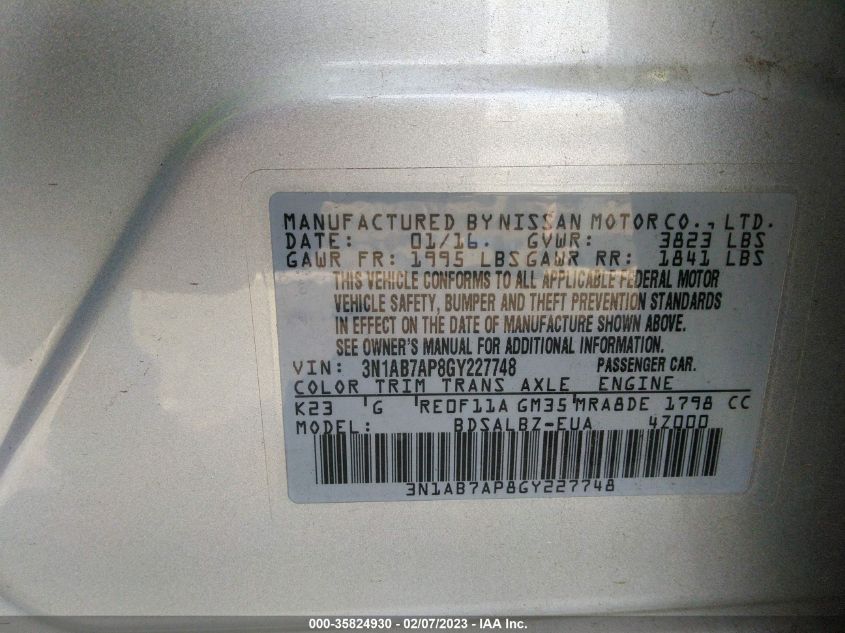 MANUFACTURED BY NISSAN MOTOR CO., LTD.
DATE: 01/16. GVWR: 3823 LBS
GAWR FR: 1995 LBS GAWR RR: 1841 LBS
THIS VEHICLE CONFORMS TO ALL APPLICABLE FEDERAL MOTOR
VEHICLE SAFETY, BUMPER AND THEFT PREVENTION STANDARDS
IN EFFECT ON THE DATE OF MANUFACTURE SHOWN ABOVE.
SEE OWNER'S MANUAL FOR ADDITIONAL INFORMATION.
VIN: 3N1AB7AP8GY227748 PASSENGER CAR.
COLOR TRIM TRANS AXLE ENGINE
K23 G RE0F11A GM35 MRA8DE 1798 CC
MODEL: BDSALBZ-EUA 4Z000
3N1AB7AP8GY227748
000-35824930 - 02/07/2023 - IAA Inc.